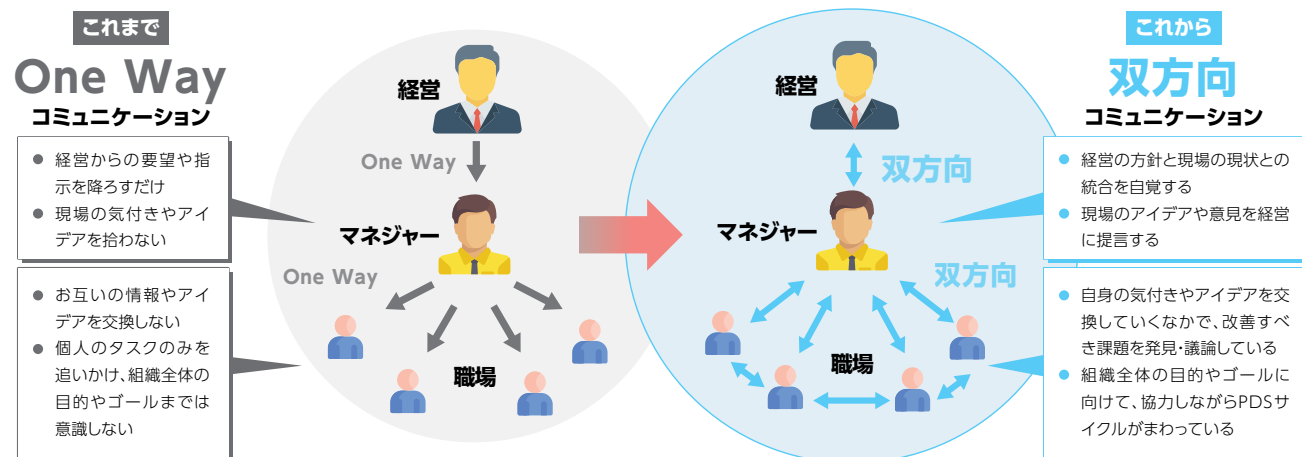 これまで
One Way
コミュニケーション
● 経営からの要望や指
示を降ろすだけ
● 現場の気付きやアイ
デアを拾わない
● お互いの情報やアイ
デアを交換しない
● 個人のタスクのみを
追いかけ、組織全体の
目的やゴールまでは
意識しない
経営
One Way
マネジャー
One Way
職場
経営
双方向
マネジャー
双方向
職場
これから
双方向
コミュニケーション
● 経営の方針と現場の現状との
統合を自覚する
● 現場のアイデアや意見を経営
に提言する
● 自身の気付きやアイデアを交
換していくなかで、改善すべ
き課題を発見・議論している
● 組織全体の目的やゴールに
向けて、協力しながらPDSサ
イクルがまわっている